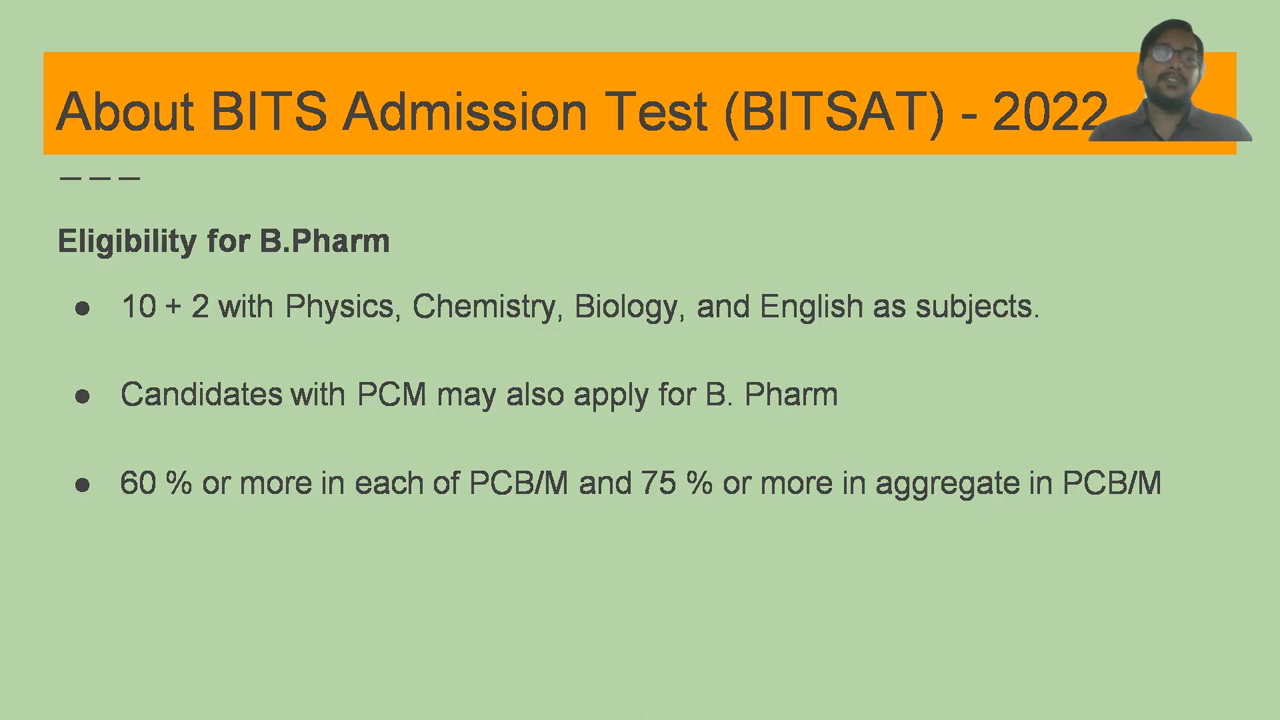 About BITS Admission Test (BITSAT) - 2022
Eligibility for B.Pharm
● 10 + 2 with Physics, Chemistry, Biology, and English as subjects.
● Candidates with PCM may also apply for B. Pharm
● 60 % or more in each of PCB/M and 75 % or more in aggregate in PCB/M